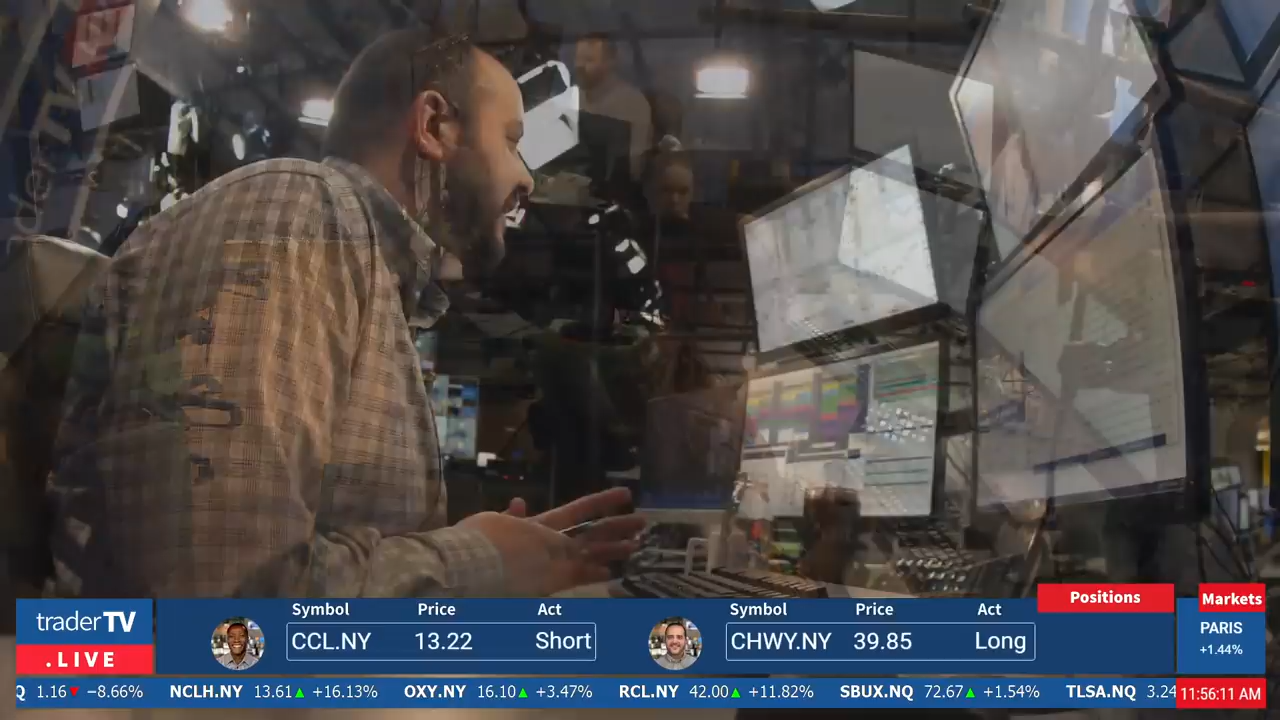 Positions
Markets
traderTV
.LIVE
Symbol Price Act
CCL.NY 13.22 Short
Symbol Price Act
CHWY.NY 39.85 Long
PARIS
+1.44%
Q 1.16▼ −8.66% NCLH.NY 13.61▲ +16.13% OXY.NY 16.10▲ +3.47% RCL.NY 42.00▲ +11.82% SBUX.NQ 72.67▲ +1.54% TLSA.NQ 3.24
11:56:11 AM